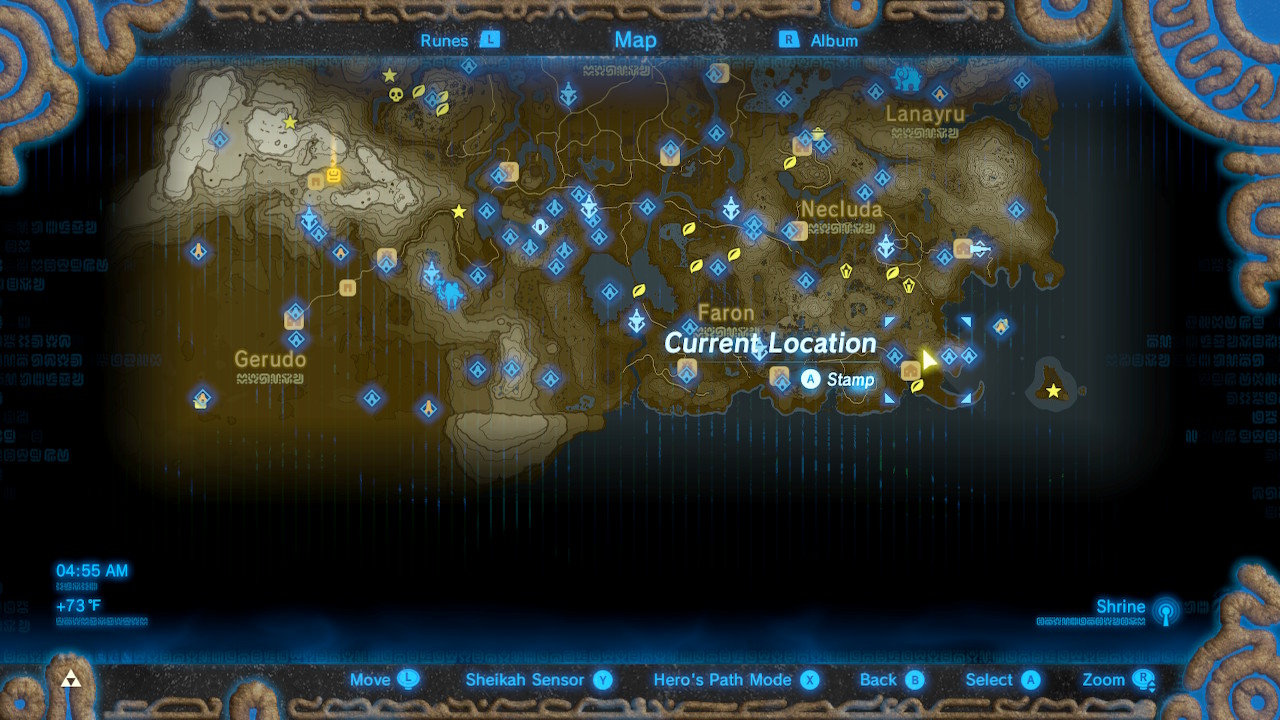 Runes L
Map
R Album
Lanayru
Necluda
Faron
Current Location
A Stamp
Gerudo
04:55 AM
+73°F
Shrine
Move L
Sheikah Sensor Y
Hero's Path Mode X
Back B
Select A
Zoom R